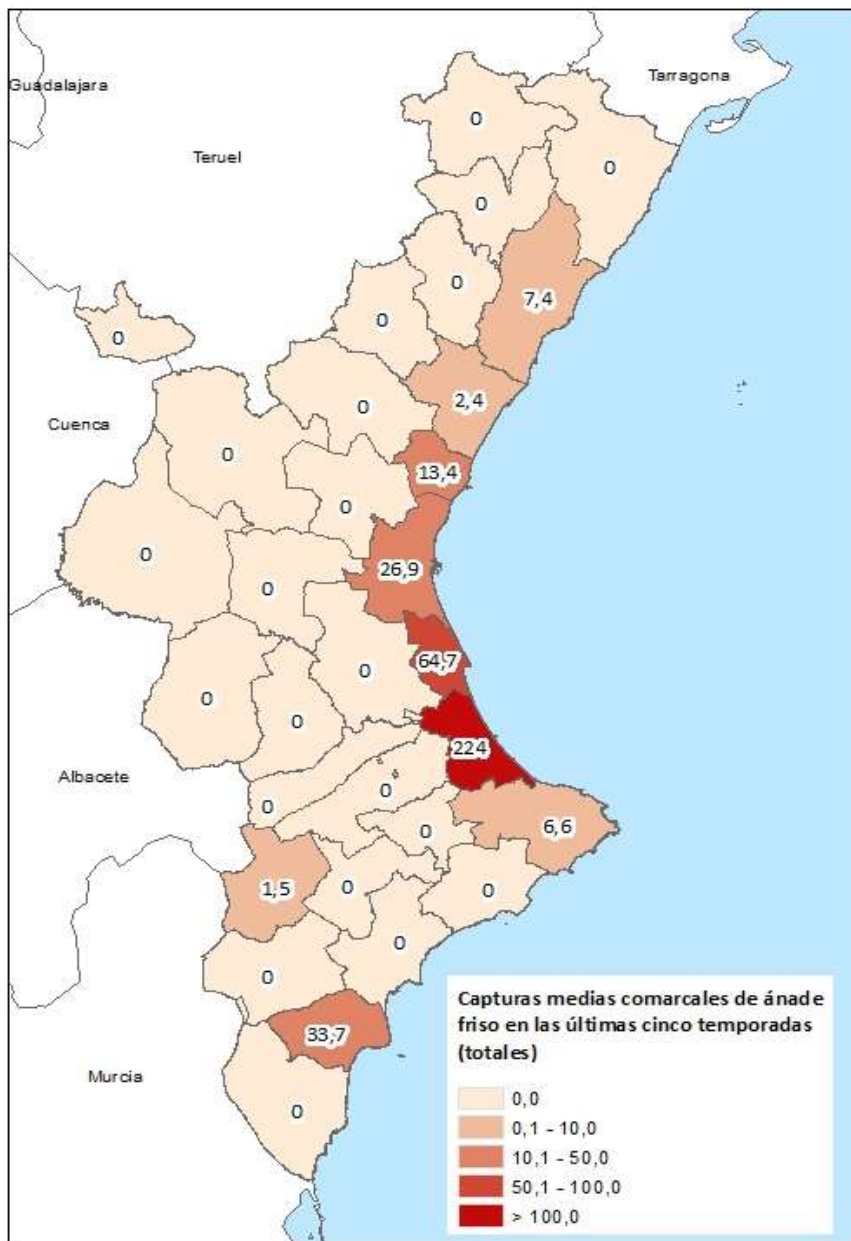 Tarragona
Guadalajara
0
Teruel
0
0
0
7,4
0
0
2,4
0
Cuenca
0
13,4
0
0
26,9
0
64,7
0
0
0
224
Albacete
0
0
6,6
0
1,5
0
0
0
0
33,7
Murcia
0
Capturas medias comarcales de ánade
friso en las últimas cinco temporadas
(totales)
0,0
0,1 - 10,0
10,1 - 50,0
50,1 - 100,0
> 100,0